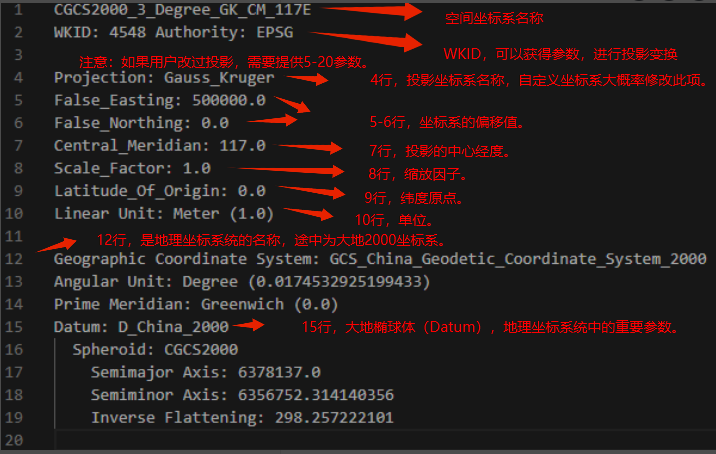 1 CGCS2000_3_Degree_GK_CM_117E 空间坐标系名称
2 WKID: 4548 Authority: EPSG WKID，可以获得参数，进行投影变换
注意：如果用户改过投影，需要提供5-20参数。
4 Projection: Gauss_Kruger 4行，投影坐标系名称，自定义坐标系大概率修改此项。
5 False_Easting: 500000.0
6 False_Northing: 0.0 5-6行，坐标系的偏移值。
7 Central_Meridian: 117.0 7行，投影的中心经度。
8 Scale_Factor: 1.0 8行，缩放因子。
9 Latitude_Of_Origin: 0.0 9行，纬度原点。
10 Linear Unit: Meter (1.0) 10行，单位。
11 12行，是地理坐标系统的名称，途中为大地2000坐标系。
12 Geographic Coordinate System: GCS_China_Geodetic_Coordinate_System_2000
13 Angular Unit: Degree (0.0174532925199433)
14 Prime Meridian: Greenwich (0.0)
15 Datum: D_China_2000 15行，大地椭球体（Datum），地理坐标系统中的重要参数。
16 Spheroid: CGCS2000
17 Semimajor Axis: 6378137.0
18 Semiminor Axis: 6356752.314140356
19 Inverse Flattening: 298.257222101
20